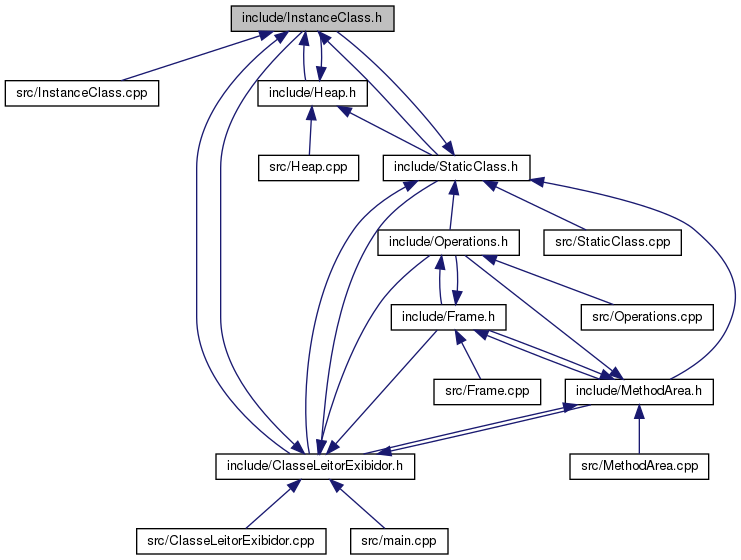 include/InstanceClass.h
src/InstanceClass.cpp
include/Heap.h
src/Heap.cpp
include/StaticClass.h
include/Operations.h
src/StaticClass.cpp
include/Frame.h
src/Operations.cpp
src/Frame.cpp
include/MethodArea.h
include/ClasseLeitorExibidor.h
src/MethodArea.cpp
src/ClasseLeitorExibidor.cpp
src/main.cpp